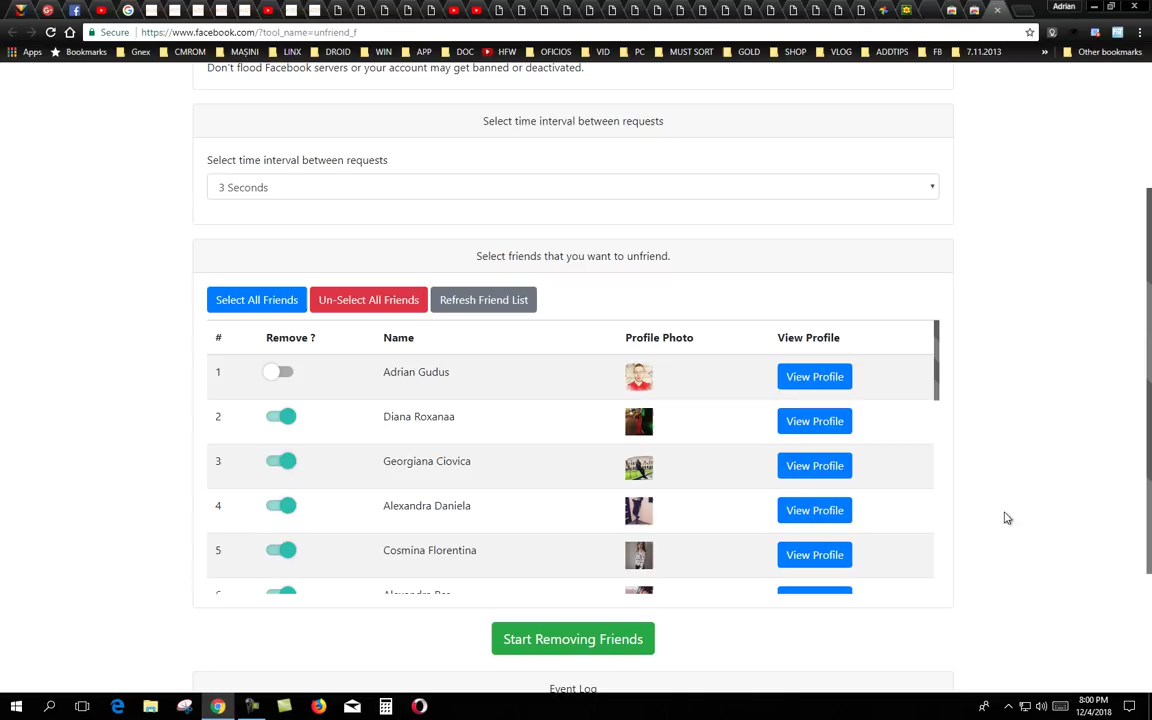 Adrian
Secure https://www.facebook.com/?tool_name=unfriend_f
Apps Bookmarks Gnex CMROM MAȘINI LINX DROID WIN APP DOC HFW OFICIOS VID PC MUST SORT GOLD SHOP VLOG ADDTIPS FB 7.11.2013 » Other bookmarks
Don't flood Facebook servers or your account may get banned or deactivated.
Select time interval between requests
Select time interval between requests
3 Seconds
Select friends that you want to unfriend.
Select All Friends Un-Select All Friends Refresh Friend List
# Remove ? Name Profile Photo View Profile
1 Adrian Gudus View Profile
2 Diana Roxanaa View Profile
3 Georgiana Ciovica View Profile
4 Alexandra Daniela View Profile
5 Cosmina Florentina View Profile
Start Removing Friends
Event Log
8:00 PM
12/4/2018